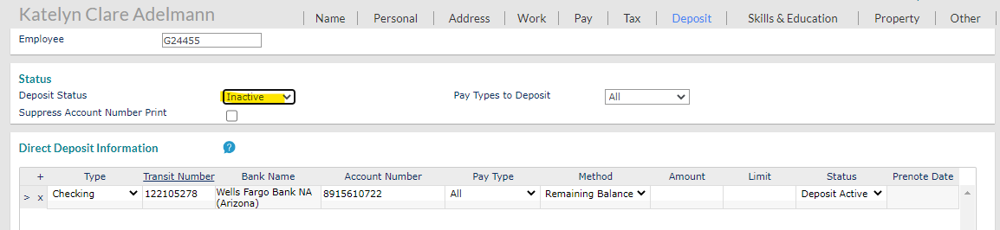 Katelyn Clare Adelmann
Name | Personal | Address | Work | Pay | Tax | Deposit | Skills & Education | Property | Other
Employee G24455
Status
Deposit Status Inactive Pay Types to Deposit All
Suppress Account Number Print
Direct Deposit Information ?
+ Type Transit Number Bank Name Account Number Pay Type Method Amount Limit Status Prenote Date
> x Checking 122105278 Wells Fargo Bank NA 8915610722 All Remaining Balance Deposit Active
(Arizona)